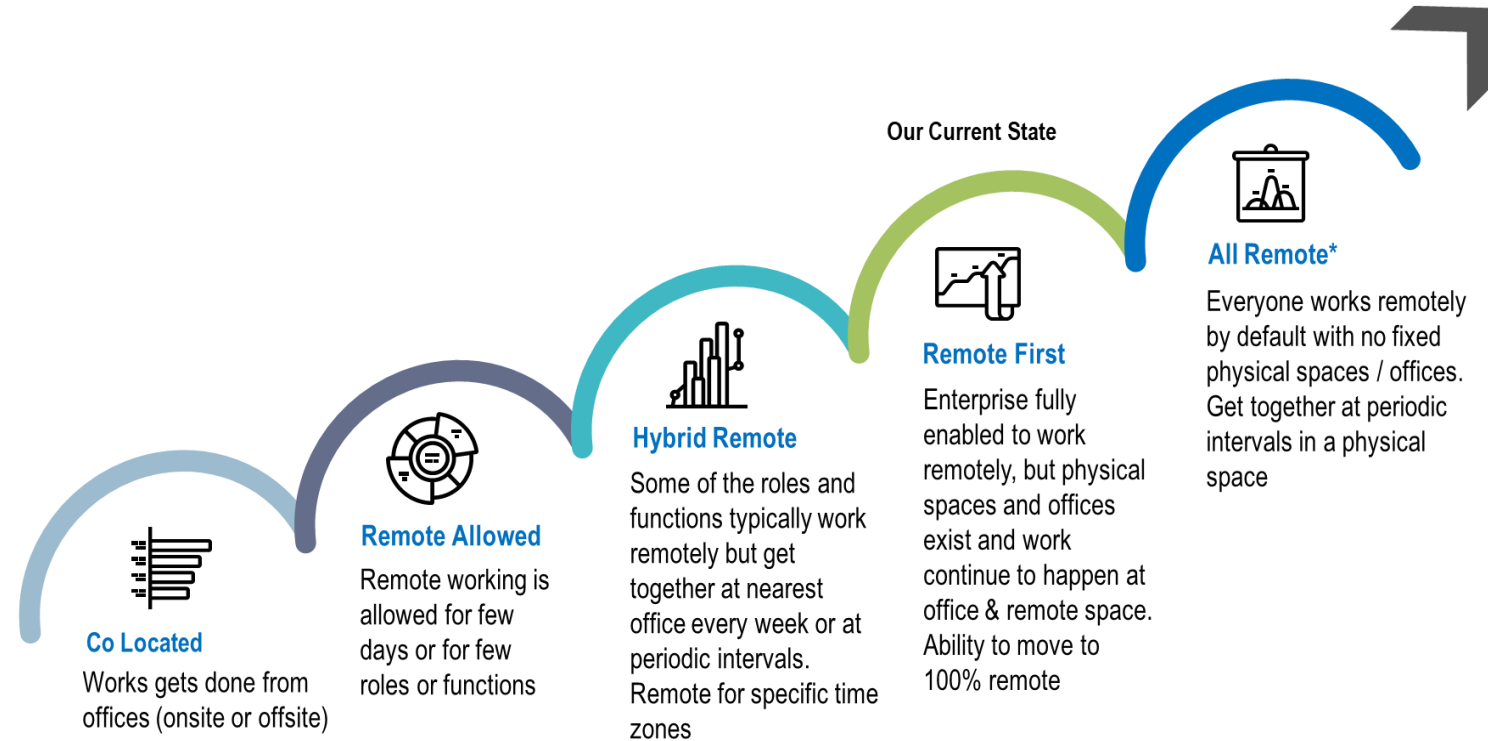 Our Current State
Co Located
Works gets done from
offices (onsite or offsite)
Remote Allowed
Remote working is
allowed for few
days or for few
roles or functions
Hybrid Remote
Some of the roles and
functions typically work
remotely but get
together at nearest
office every week or at
periodic intervals.
Remote for specific time
zones
Remote First
Enterprise fully
enabled to work
remotely, but physical
spaces and offices
exist and work
continue to happen at
office & remote space.
Ability to move to
100% remote
All Remote*
Everyone works remotely
by default with no fixed
physical spaces / offices.
Get together at periodic
intervals in a physical
space